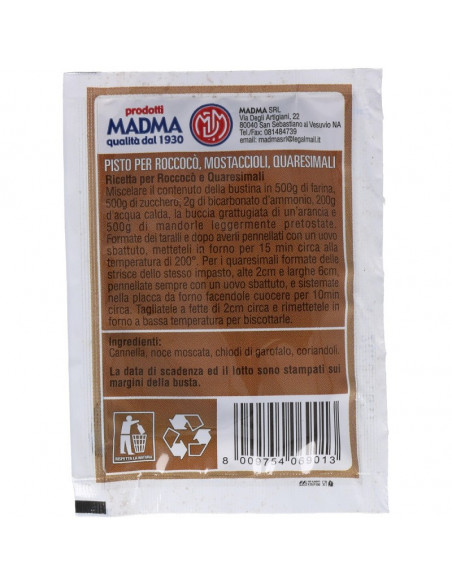 prodotti
MADMA
qualità dal 1930
MADMA SRL
Via Degli Artigiani, 22
80040 San Sebastiano al Vesuvio NA
Tel./Fax: 081484739
email: madmasrl@legalmail.it
PISTO PER ROCCOCÒ, MOSTACCIOLI, QUARESIMALI
Ricetta per Roccocò e Quaresimali
Miscelare il contenuto della bustina in 500g di farina,
500g di zucchero, 2g di bicarbonato d'ammonio, 200g
d'acqua calda, la buccia grattugiata di un'arancia e
500g di mandorle leggermente pretostate.
Formate dei taralli e dopo averli pennellati con un uovo
sbattuto, metteteli in forno per 15 min circa alla
temperatura di 200°. Per i quaresimali formate delle
strisce dello stesso impasto, alte 2cm e larghe 6cm,
pennellate sempre con un uovo sbattuto, e sistemate
nella placca da forno facendole cuocere per 10min
circa. Tagliatele a fette di 2cm circa e rimettetele in
forno a bassa temperatura per biscottarle.
Ingredienti:
Cannella, noce moscata, chiodi di garofalo, coriandoli.
La data di scadenza ed il lotto sono stampati sui
margini della busta.
RISPETTA LA NATURA
8 009754 069013